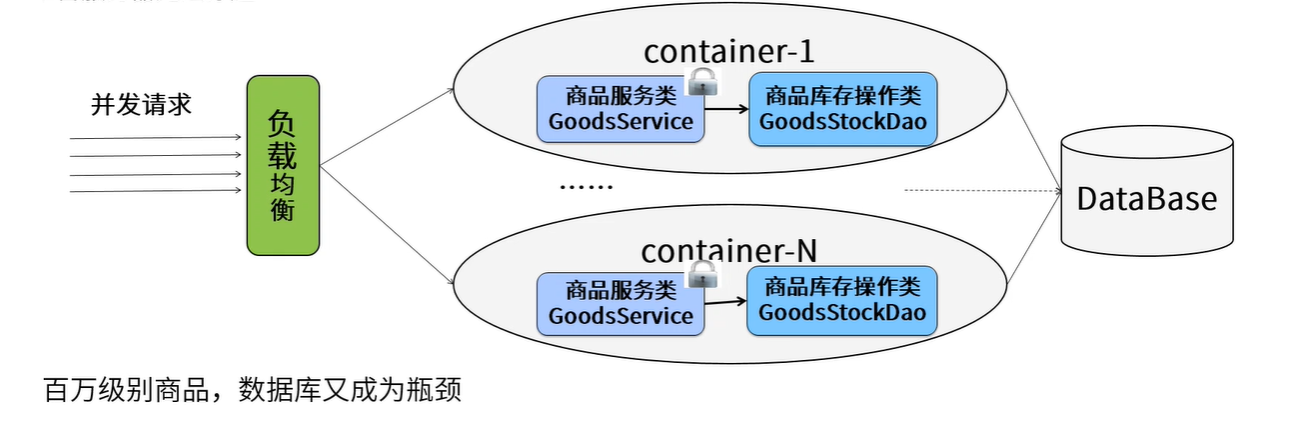 并发请求
负载均衡
container-1
商品服务类
GoodsService
商品库存操作类
GoodsStockDao
……
DataBase
container-N
商品服务类
GoodsService
商品库存操作类
GoodsStockDao
百万级别商品，数据库又成为瓶颈